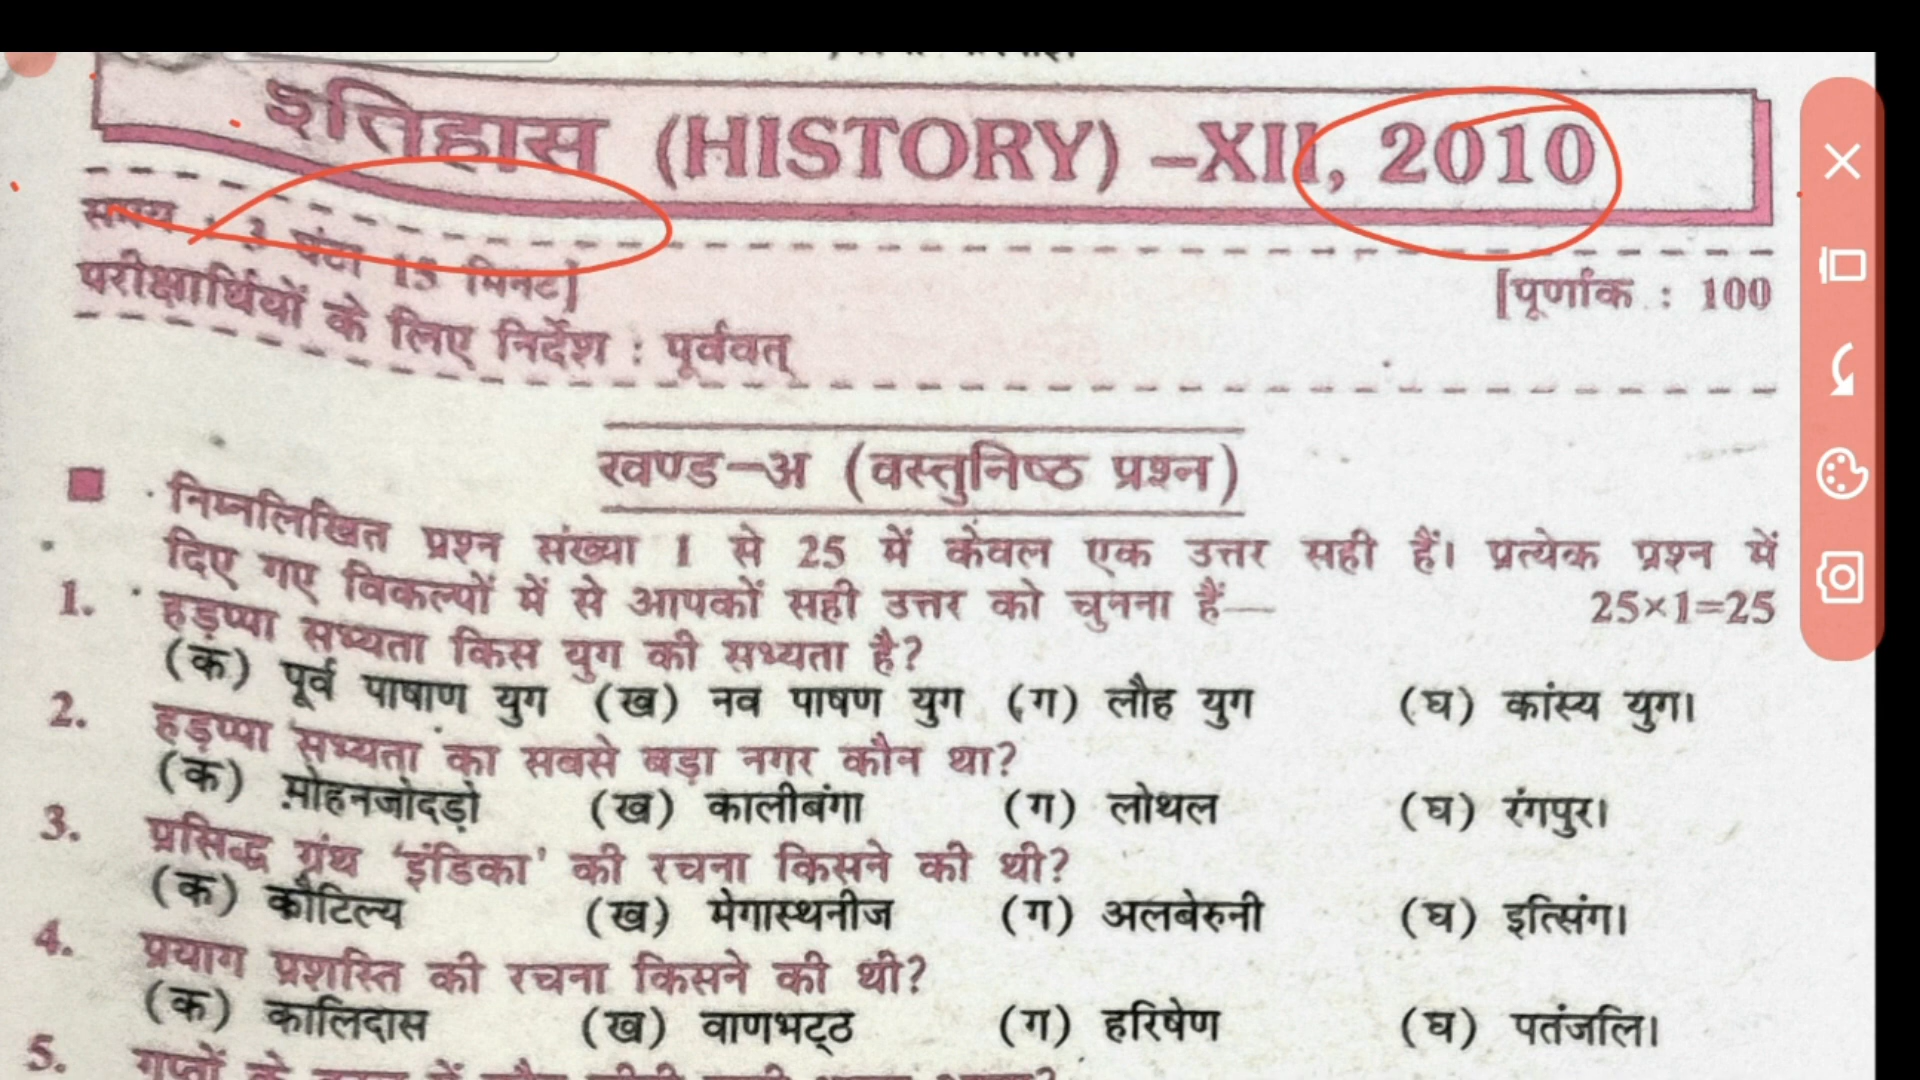 इतिहास (HISTORY) –XII, 2010
समय : 3 घंटा 15 मिनट] [पूर्णांक : 100
परीक्षार्थियों के लिए निर्देश : पूर्ववत्
खण्ड-अ (वस्तुनिष्ठ प्रश्न)
निम्नलिखित प्रश्न संख्या 1 से 25 में केवल एक उत्तर सही हैं। प्रत्येक प्रश्न में
दिए गए विकल्पों में से आपकों सही उत्तर को चुनना हैं— 25×1=25
1. हड़प्पा सभ्यता किस युग की सभ्यता है?
(क) पूर्व पाषाण युग (ख) नव पाषण युग (ग) लौह युग (घ) कांस्य युग।
2. हड़प्पा सभ्यता का सबसे बड़ा नगर कौन था?
(क) मोहनजोदड़ो (ख) कालीबंगा (ग) लोथल (घ) रंगपुर।
3. प्रसिद्ध ग्रंथ 'इंडिका' की रचना किसने की थी?
(क) कौटिल्य (ख) मेगास्थनीज (ग) अलबेरुनी (घ) इत्सिंग।
4. प्रयाग प्रशस्ति की रचना किसने की थी?
(क) कालिदास (ख) वाणभट्ठ (ग) हरिषेण (घ) पतंजलि।
5. गुप्तों के